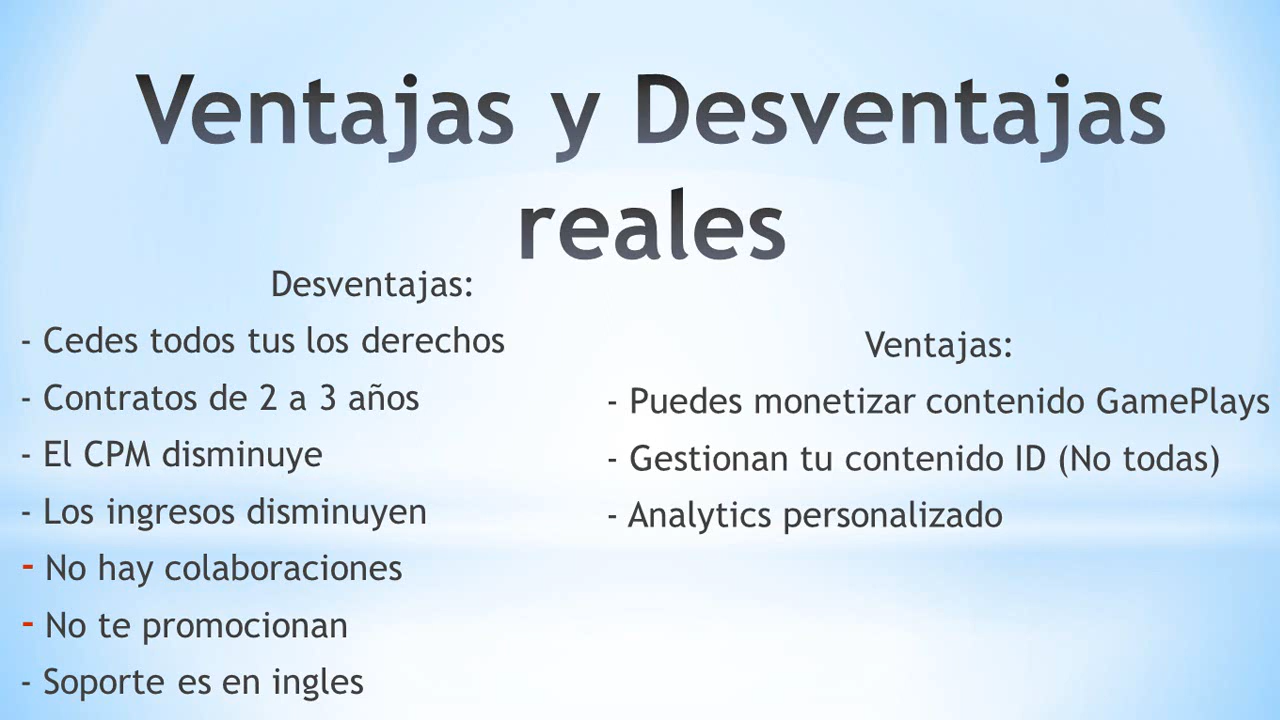 Ventajas y Desventajas
reales
Desventajas:
- Cedes todos tus los derechos
- Contratos de 2 a 3 años
- El CPM disminuye
- Los ingresos disminuyen
- No hay colaboraciones
- No te promocionan
- Soporte es en ingles
Ventajas:
- Puedes monetizar contenido GamePlays
- Gestionan tu contenido ID (No todas)
- Analytics personalizado